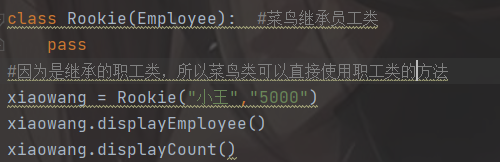 class Rookie(Employee):  #菜鸟继承员工类
    pass
#因为是继承的职工类，所以菜鸟类可以直接使用职工类的方法
xiaowang = Rookie("小王","5000")
xiaowang.displayEmployee()
xiaowang.displayCount()